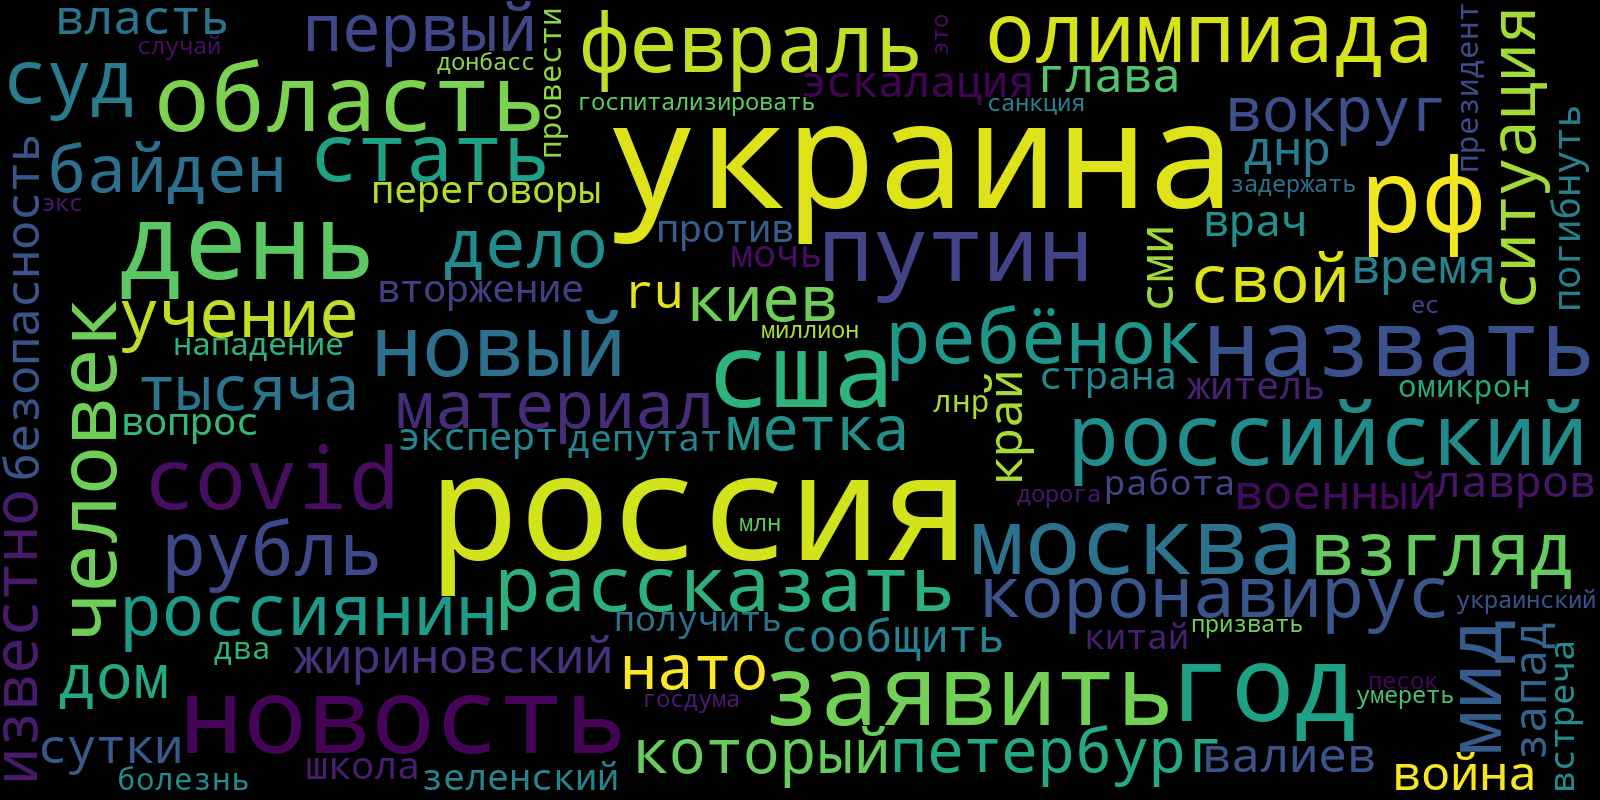 власть
случай
первый
донбасс
провести
февраль
это
олимпиада
президент
ситуация
суд
область
госпитализировать
эскалация
глава
санкция
вокруг
погибнуть
безопасность
байден
стать
переговоры
украина
днр
задержать
рф
экс
день
дело
против
мочь
путин
сми
врач
свой
время
человек
учение
вторжение
ru
киев
миллион
ес
нападение
новый
сша
ребёнок
назвать
тысяча
вопрос
материал
эксперт
депутат
метка
лнр
край
страна
житель
омикрон
российский
известно
covid
россия
млн
дорога
работа
военный
лавров
рубль
москва
взгляд
россиянин
рассказать
коронавирус
украинский
получить
сообщить
китай
призвать
два
дом
жириновский
нато
госдума
заявить
год
песок
умереть
мид
запад
встреча
новость
сутки
школа
болезнь
зеленский
который
петербург
валиев
война